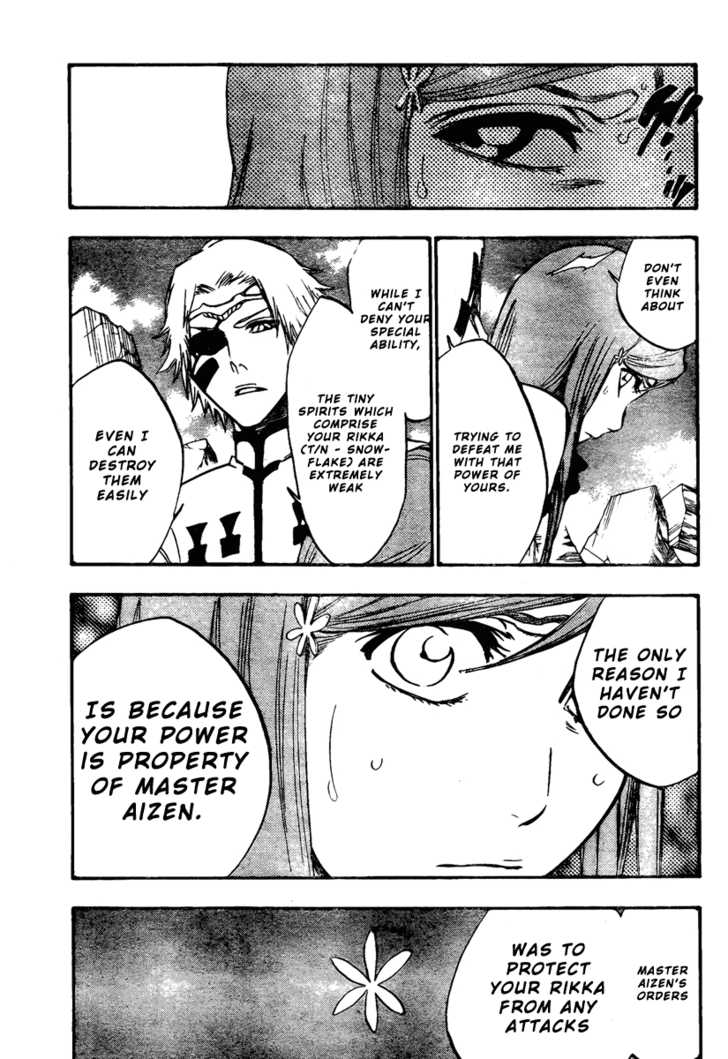 DON'T
EVEN
THINK
ABOUT
TRYING TO
DEFEAT ME
WITH THAT
POWER OF
YOURS.
WHILE I
CAN'T
DENY YOUR
SPECIAL
ABILITY,
THE TINY
SPIRITS WHICH
COMPRISE
YOUR RIKKA
(T/N - SNOW-
FLAKE) ARE
EXTREMELY
WEAK
EVEN I
CAN
DESTROY
THEM
EASILY
THE ONLY
REASON I
HAVEN'T
DONE SO
IS BECAUSE
YOUR POWER
IS PROPERTY
OF MASTER
AIZEN.
MASTER
AIZEN'S
ORDERS
WAS TO
PROTECT
YOUR RIKKA
FROM ANY
ATTACKS